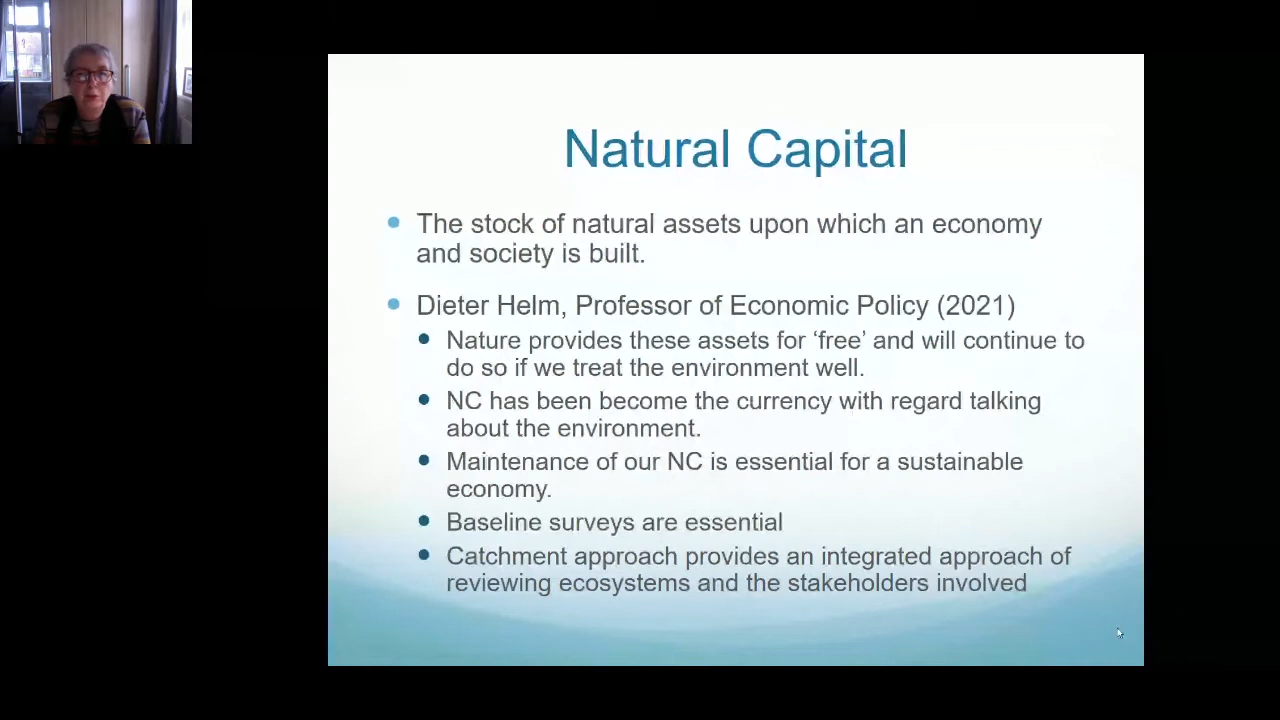 Natural Capital
The stock of natural assets upon which an economy
and society is built.
Dieter Helm, Professor of Economic Policy (2021)
Nature provides these assets for ‘free’ and will continue to
do so if we treat the environment well.
NC has been become the currency with regard talking
about the environment.
Maintenance of our NC is essential for a sustainable
economy.
Baseline surveys are essential
Catchment approach provides an integrated approach of
reviewing ecosystems and the stakeholders involved